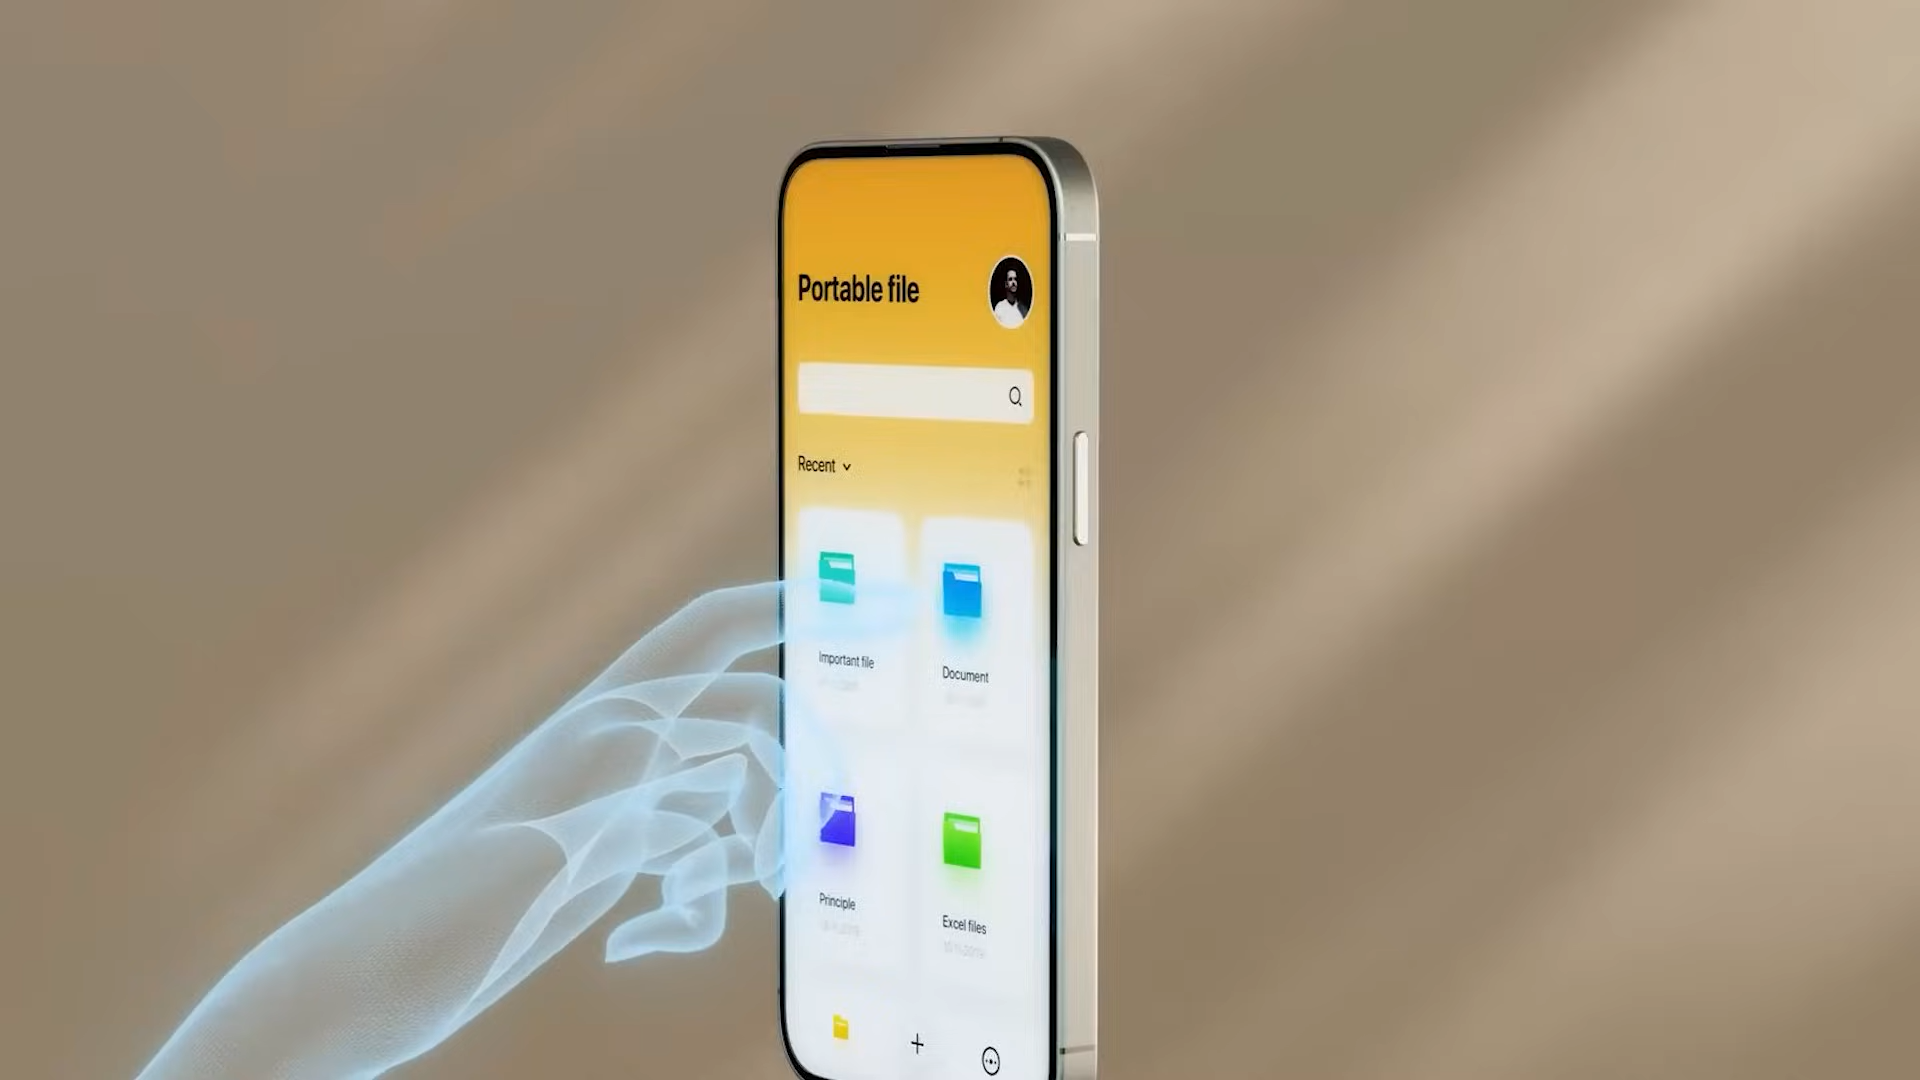 Portable file
Recent
Important file
Document
Principle
Excel files